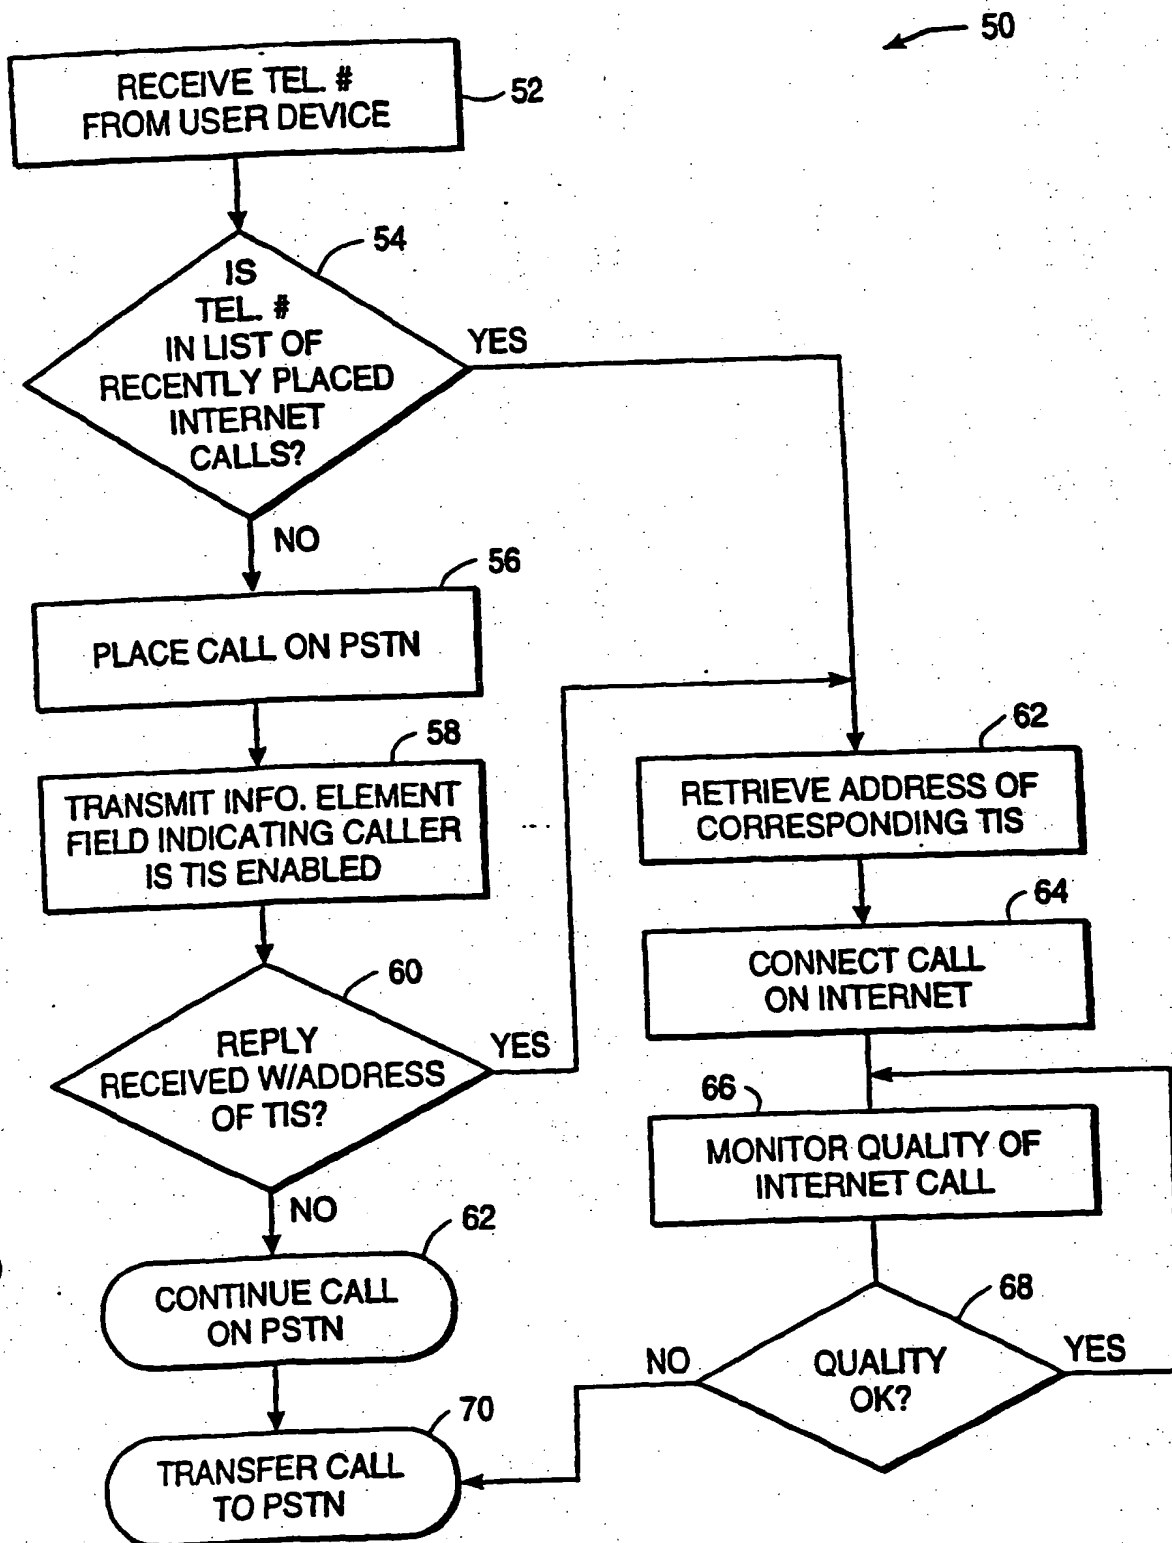 50
RECEIVE TEL. #
FROM USER DEVICE
52
54
IS
TEL. #
IN LIST OF
RECENTLY PLACED
INTERNET
CALLS?
YES
NO
56
PLACE CALL ON PSTN
58
TRANSMIT INFO. ELEMENT
FIELD INDICATING CALLER
IS TIS ENABLED
60
REPLY
RECEIVED W/ADDRESS
OF TIS?
YES
NO
62
CONTINUE CALL
ON PSTN
70
TRANSFER CALL
TO PSTN
62
RETRIEVE ADDRESS OF
CORRESPONDING TIS
64
CONNECT CALL
ON INTERNET
66
MONITOR QUALITY OF
INTERNET CALL
68
QUALITY
OK?
NO
YES